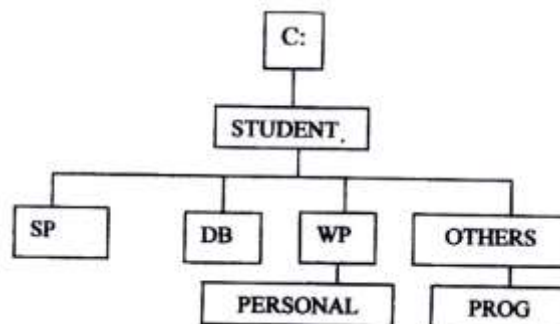 C:
STUDENT.
SP DB WP OTHERS
PERSONAL PROG